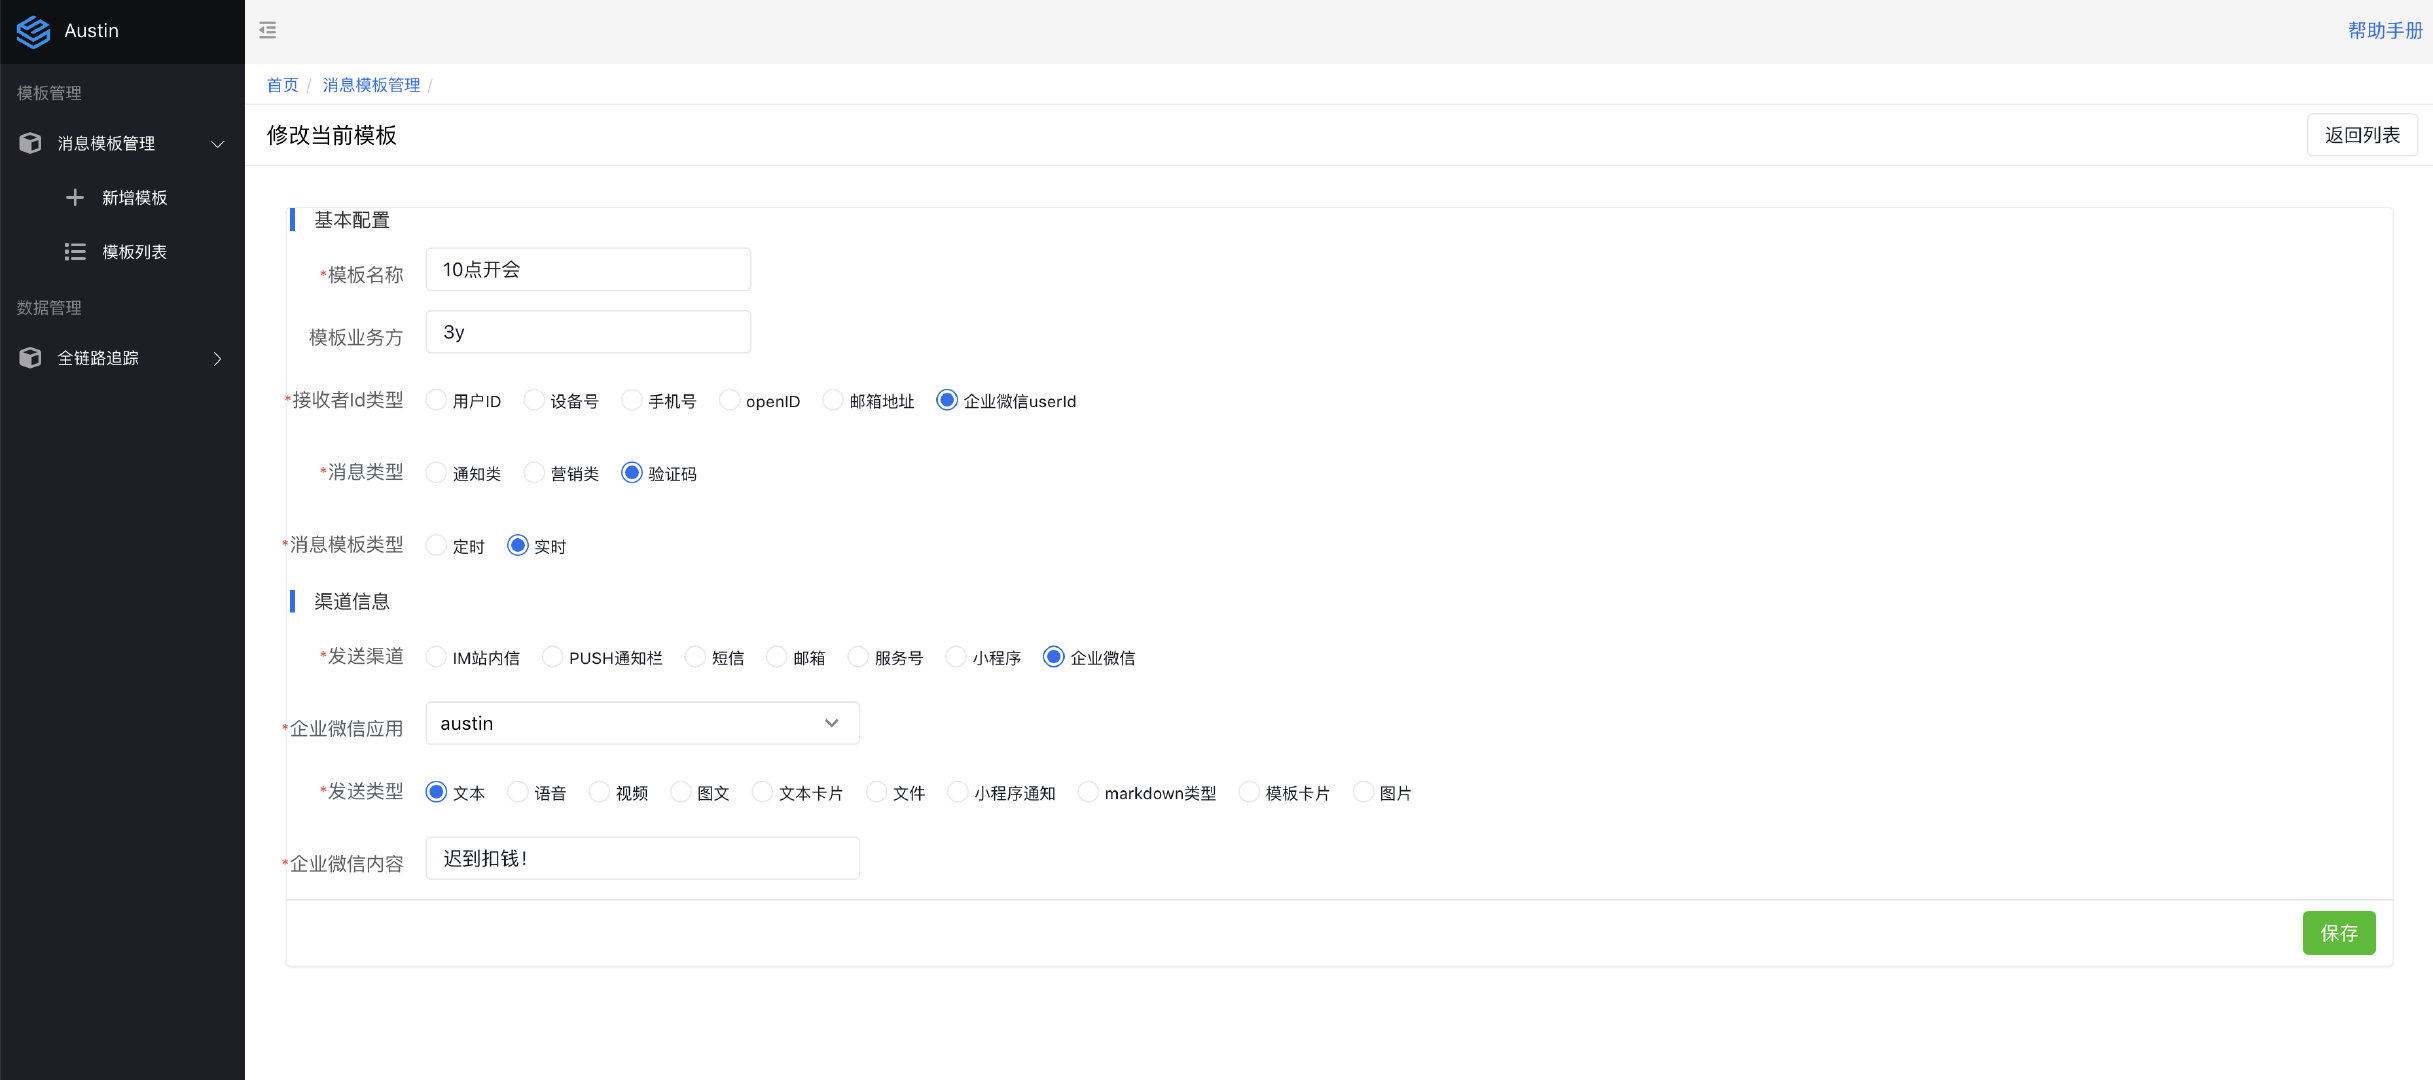 Austin
帮助手册
模板管理
消息模板管理
新增模板
模板列表
数据管理
全链路追踪
首页 / 消息模板管理 /
修改当前模板
返回列表
基本配置
*模板名称 10点开会
模板业务方 3y
*接收者Id类型 用户ID 设备号 手机号 openID 邮箱地址 企业微信userId
*消息类型 通知类 营销类 验证码
*消息模板类型 定时 实时
渠道信息
*发送渠道 IM站内信 PUSH通知栏 短信 邮箱 服务号 小程序 企业微信
*企业微信应用 austin
*发送类型 文本 语音 视频 图文 文本卡片 文件 小程序通知 markdown类型 模板卡片 图片
*企业微信内容 迟到扣钱！
保存